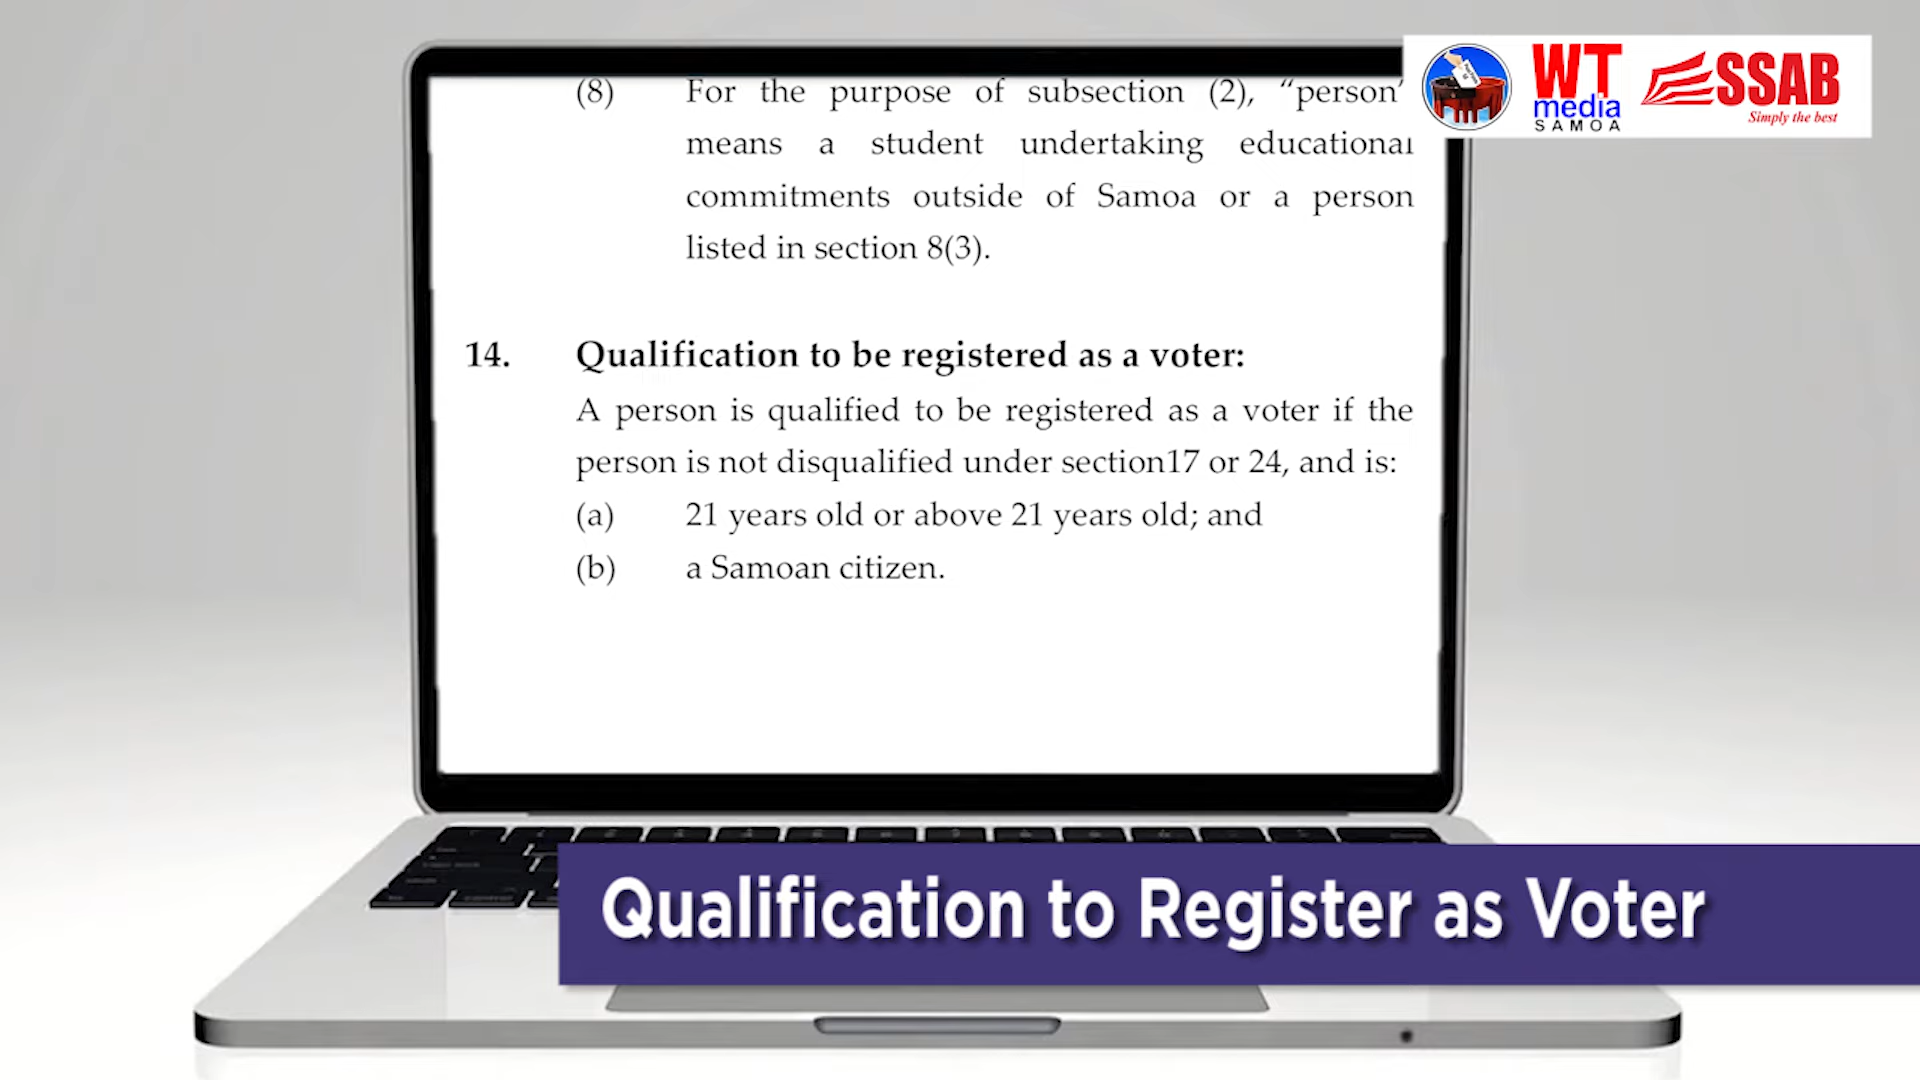 (8) For the purpose of subsection (2), “person’
means a student undertaking educational
commitments outside of Samoa or a person
listed in section 8(3).
14. Qualification to be registered as a voter:
A person is qualified to be registered as a voter if the
person is not disqualified under section17 or 24, and is:
(a) 21 years old or above 21 years old; and
(b) a Samoan citizen.
WT
media
SAMOA
SSAB
Simply the best
Qualification to Register as Voter